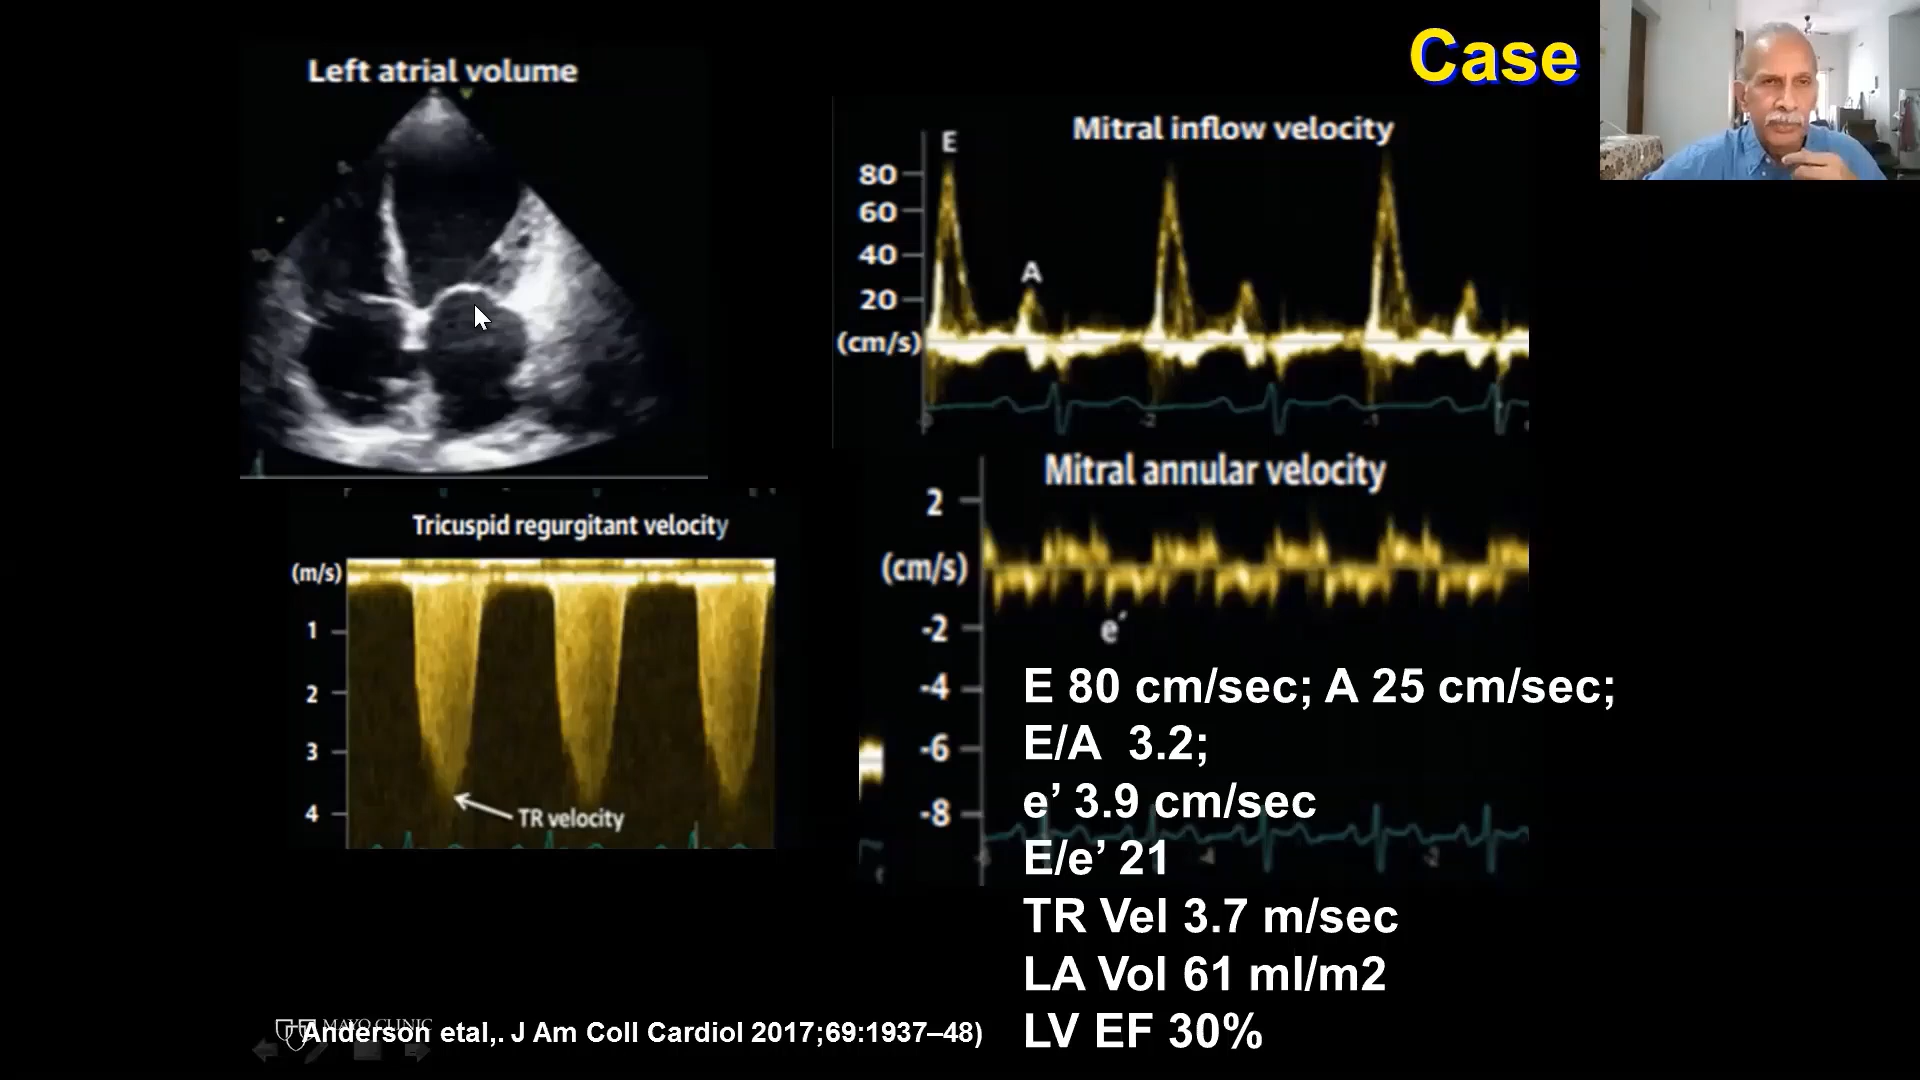 Case
Left atrial volume
Mitral inflow velocity
E
80
60
A
40
20
(cm/s)
Mitral annular velocity
2
(cm/s)
-2
e´
-4
-6
-8
Tricuspid regurgitant velocity
(m/s)
1
2
3
4
TR velocity
E 80 cm/sec; A 25 cm/sec;
E/A 3.2;
e’ 3.9 cm/sec
E/e’ 21
TR Vel 3.7 m/sec
LA Vol 61 ml/m2
LV EF 30%
MAYO CLINIC
Anderson etal,. J Am Coll Cardiol 2017;69:1937–48)